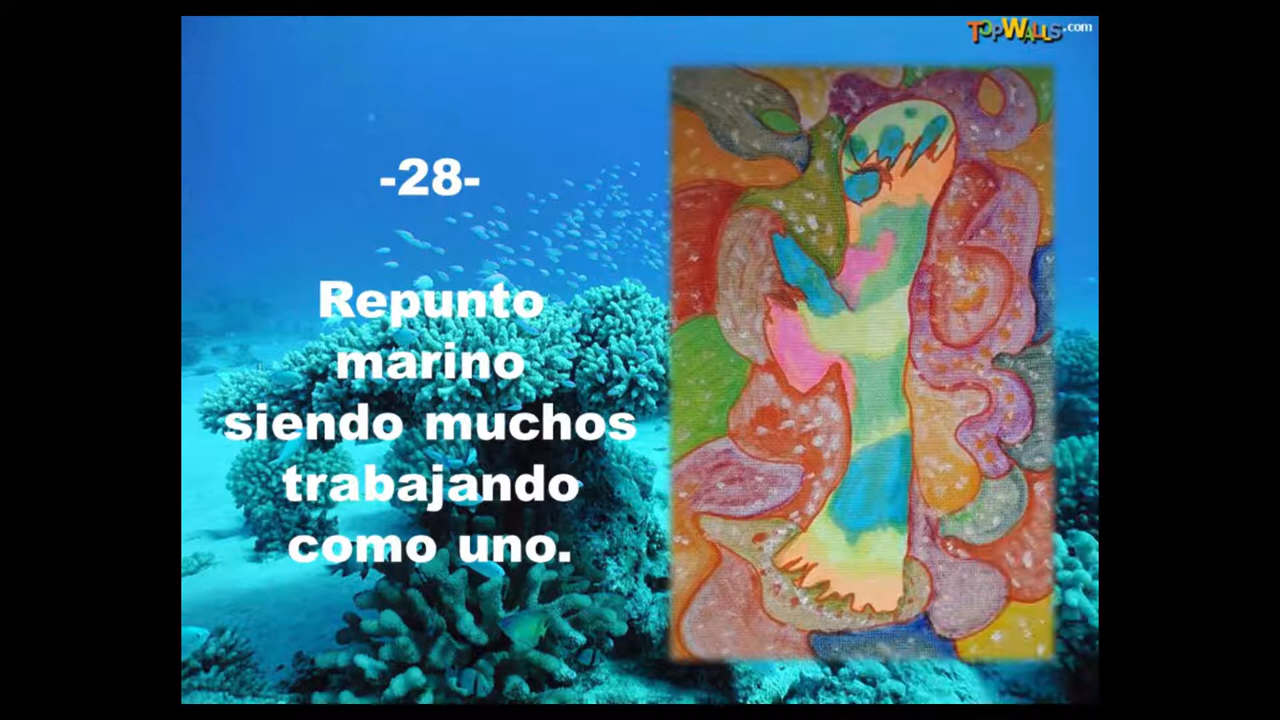 TOPWALLS.com
-28-
Repunto
marino
siendo muchos
trabajando
como uno.